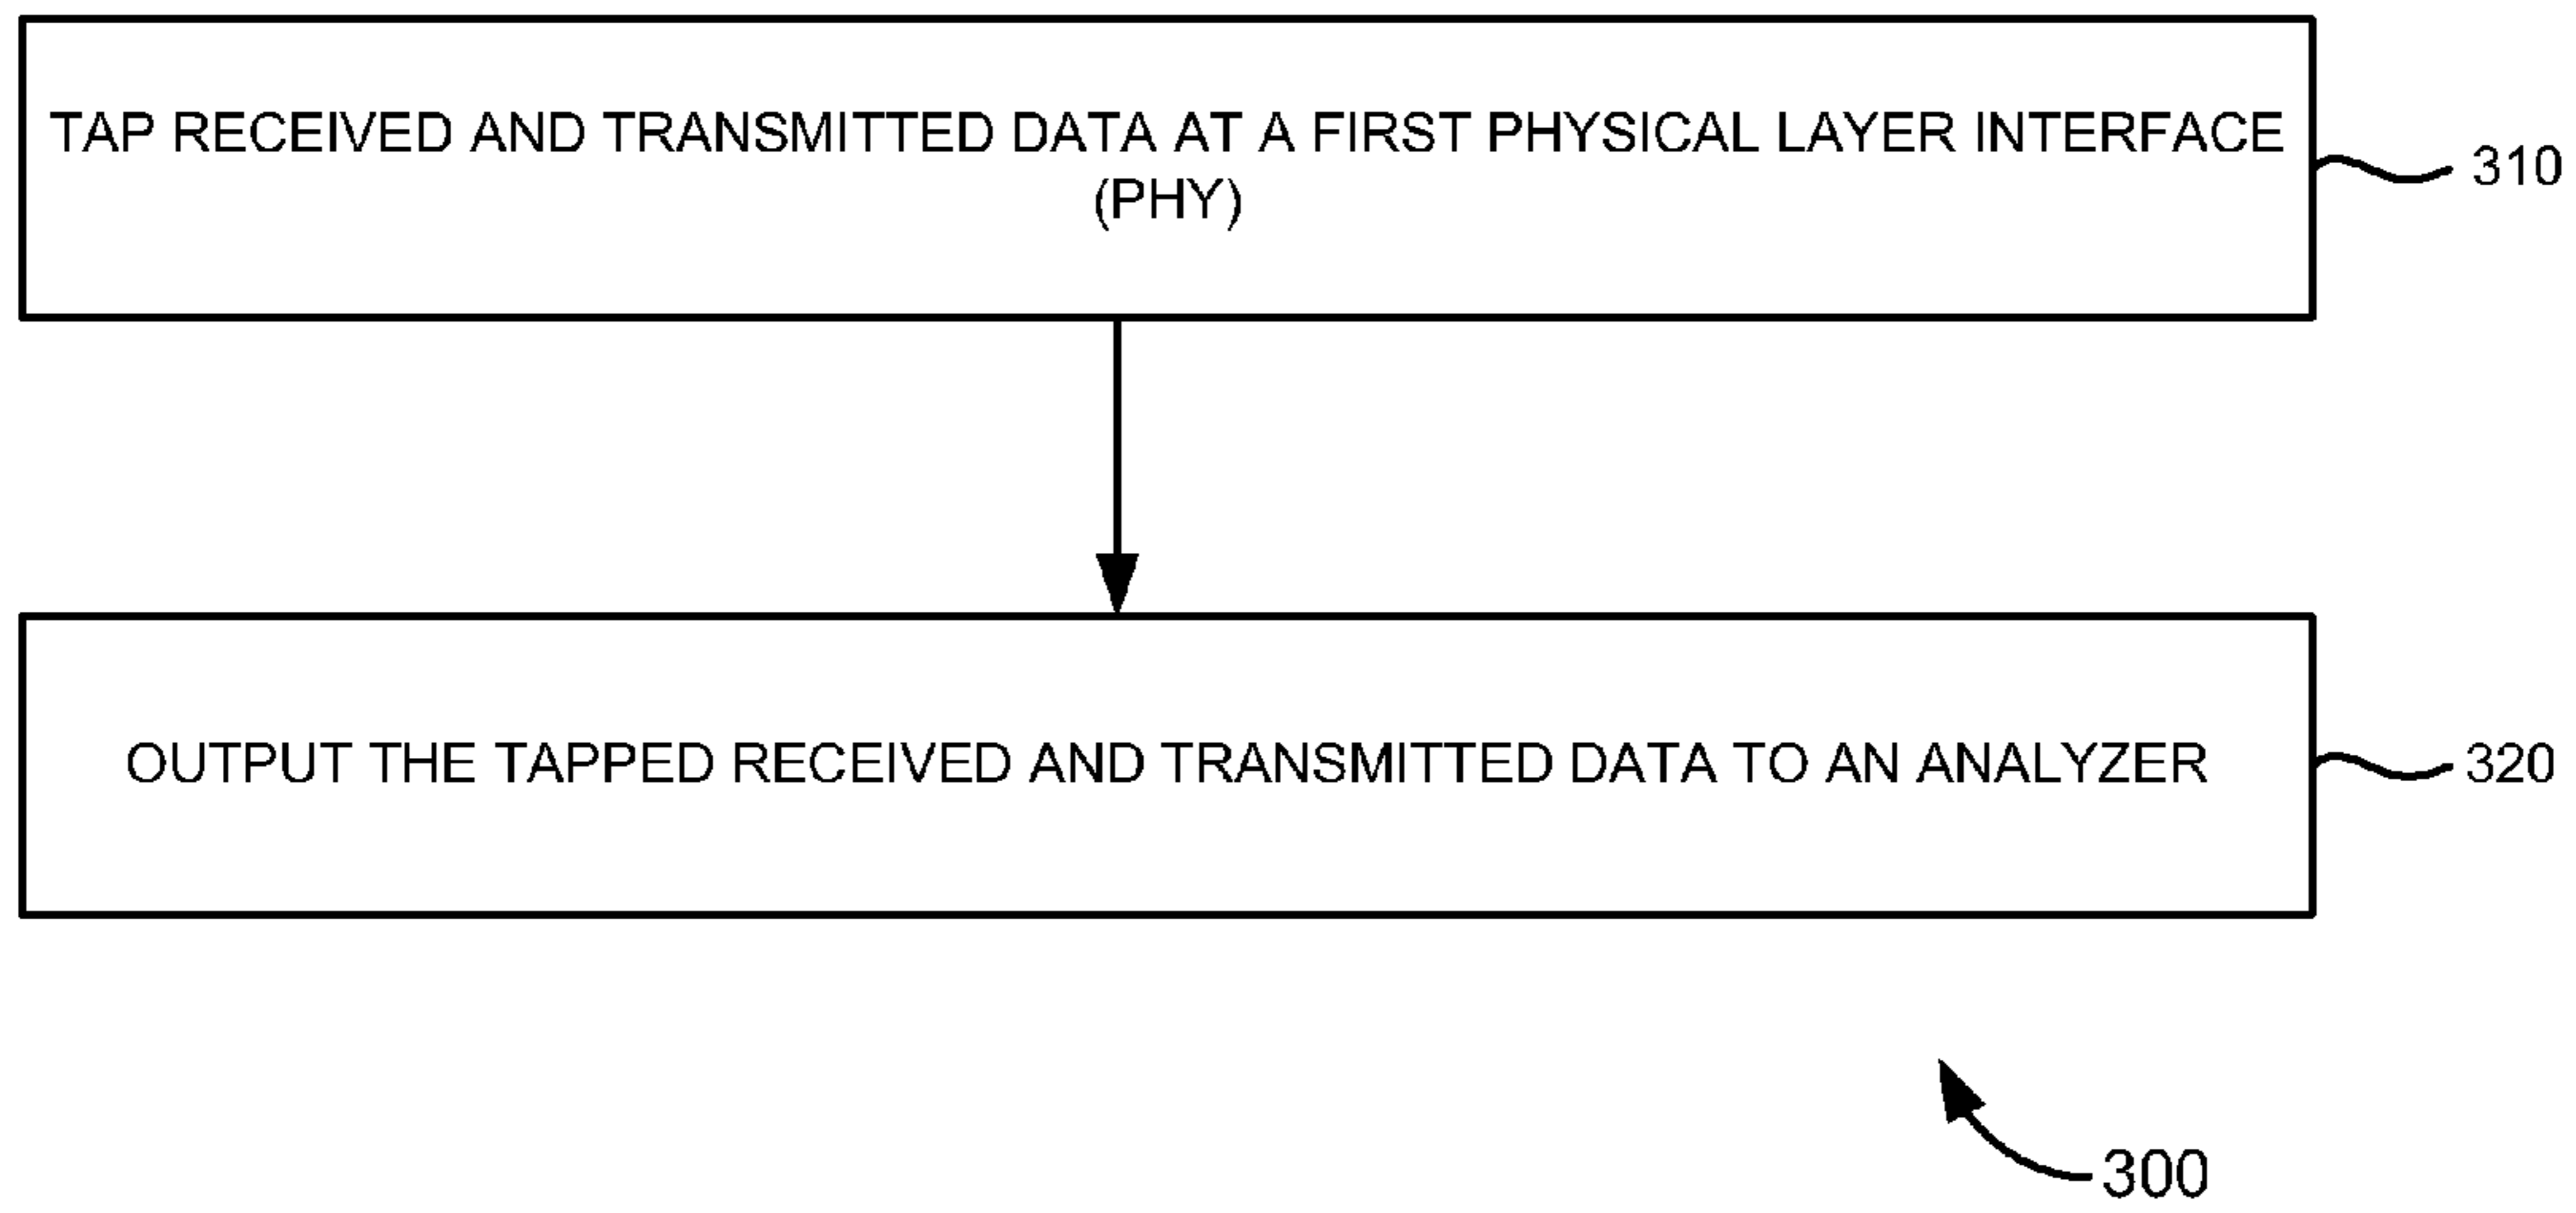 TAP RECEIVED AND TRANSMITTED DATA AT A FIRST PHYSICAL LAYER INTERFACE
(PHY)
310
OUTPUT THE TAPPED RECEIVED AND TRANSMITTED DATA TO AN ANALYZER
320
300